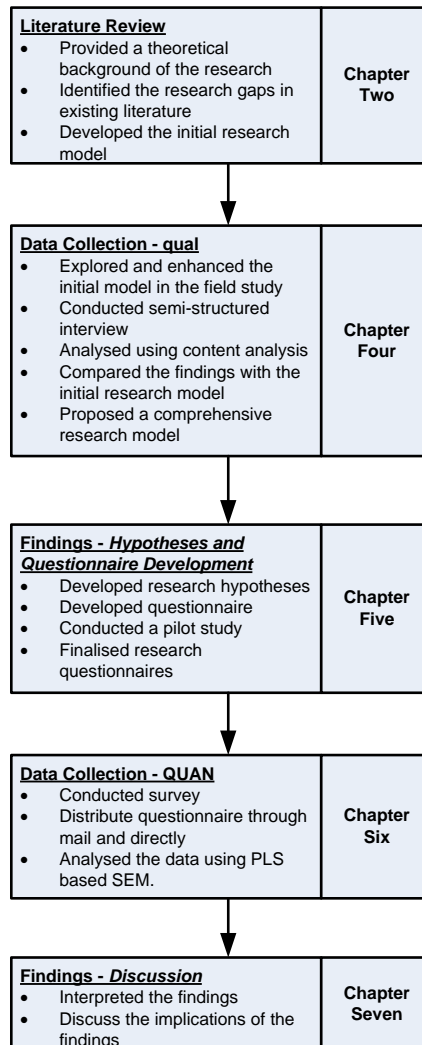 Literature Review
• Provided a theoretical
background of the research
• Identified the research gaps in
existing literature
• Developed the initial research
model
Chapter
Two
Data Collection - qual
• Explored and enhanced the
initial model in the field study
• Conducted semi-structured
interview
• Analysed using content analysis
• Compared the findings with the
initial research model
• Proposed a comprehensive
research model
Chapter
Four
Findings - Hypotheses and
Questionnaire Development
• Developed research hypotheses
• Developed questionnaire
• Conducted a pilot study
• Finalised research
questionnaires
Chapter
Five
Data Collection - QUAN
• Conducted survey
• Distribute questionnaire through
mail and directly
• Analysed the data using PLS
based SEM.
Chapter
Six
Findings - Discussion
• Interpreted the findings
• Discuss the implications of the
findings
Chapter
Seven